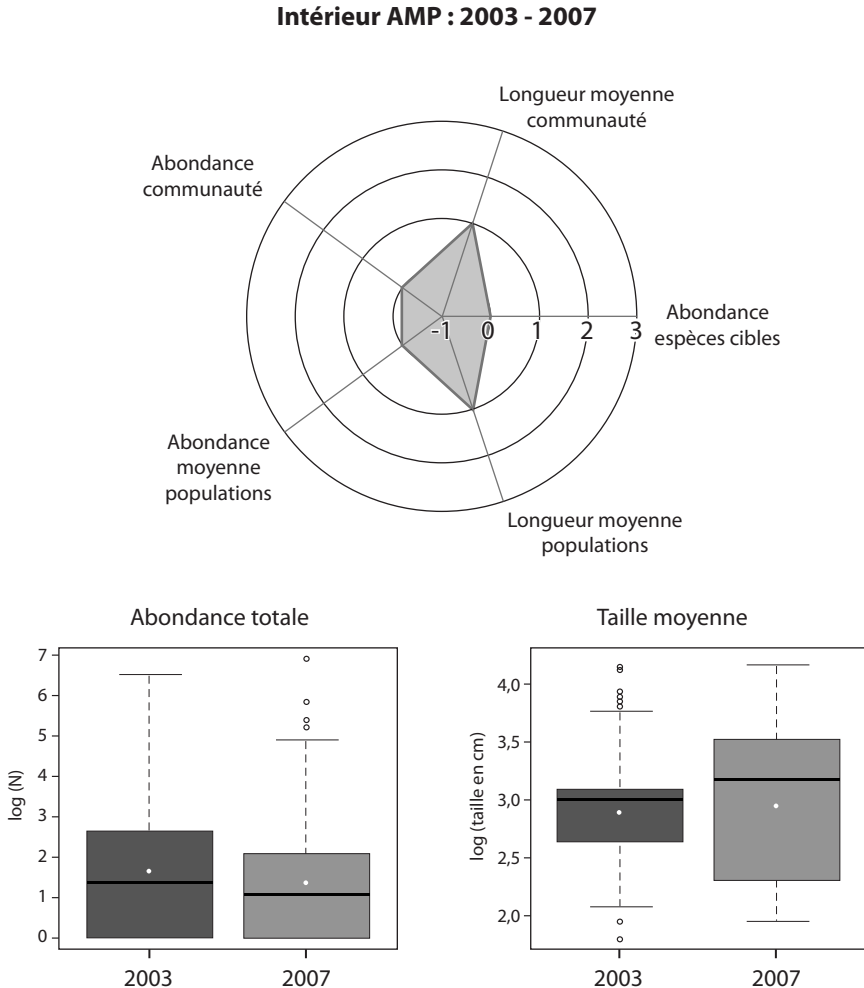 Intérieur AMP : 2003 - 2007
Longueur moyenne
communauté
Abondance
communauté
Abondance
espèces cibles
-1 0 1 2 3
Abondance
moyenne
populations
Longueur moyenne
populations
Abondance totale
7
6
5
4
3
2
1
0
log (N)
2003 2007
Taille moyenne
4,0
3,5
3,0
2,5
2,0
log (taille en cm)
2003 2007